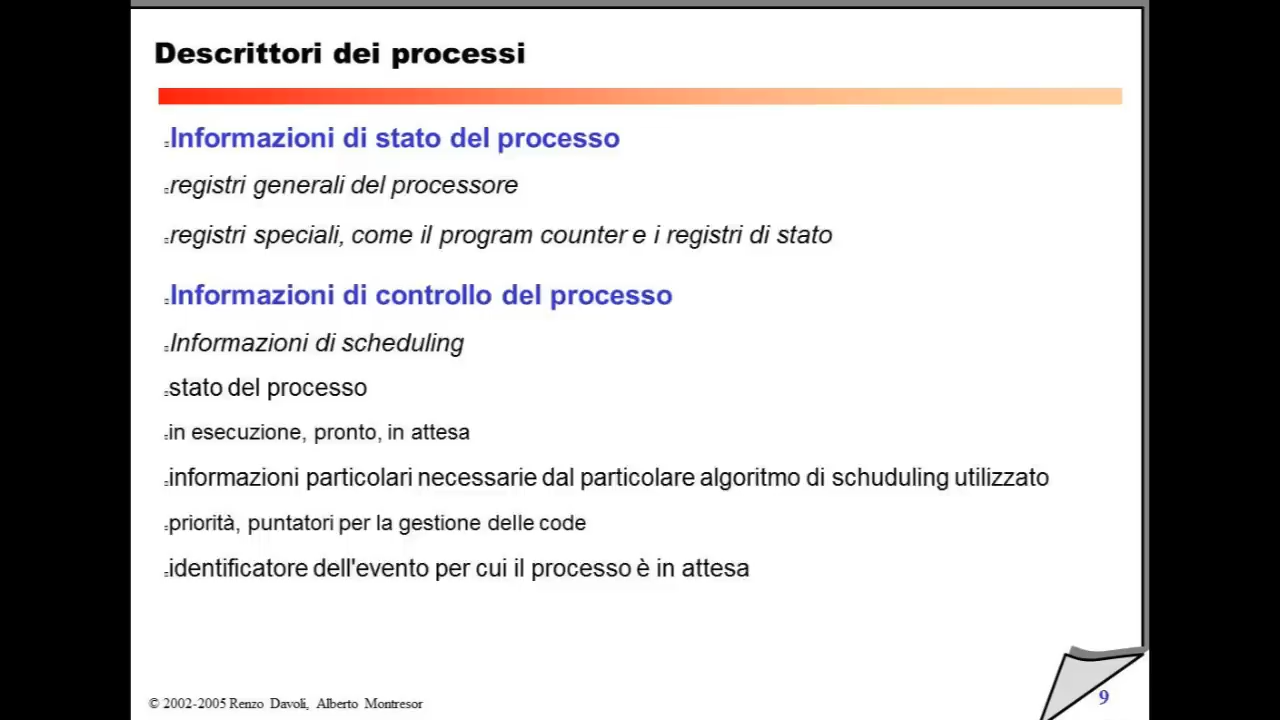 Descrittori dei processi
Informazioni di stato del processo
registri generali del processore
registri speciali, come il program counter e i registri di stato
Informazioni di controllo del processo
Informazioni di scheduling
stato del processo
in esecuzione, pronto, in attesa
informazioni particolari necessarie dal particolare algoritmo di schuduling utilizzato
priorità, puntatori per la gestione delle code
identificatore dell'evento per cui il processo è in attesa
© 2002-2005 Renzo Davoli, Alberto Montresor
9